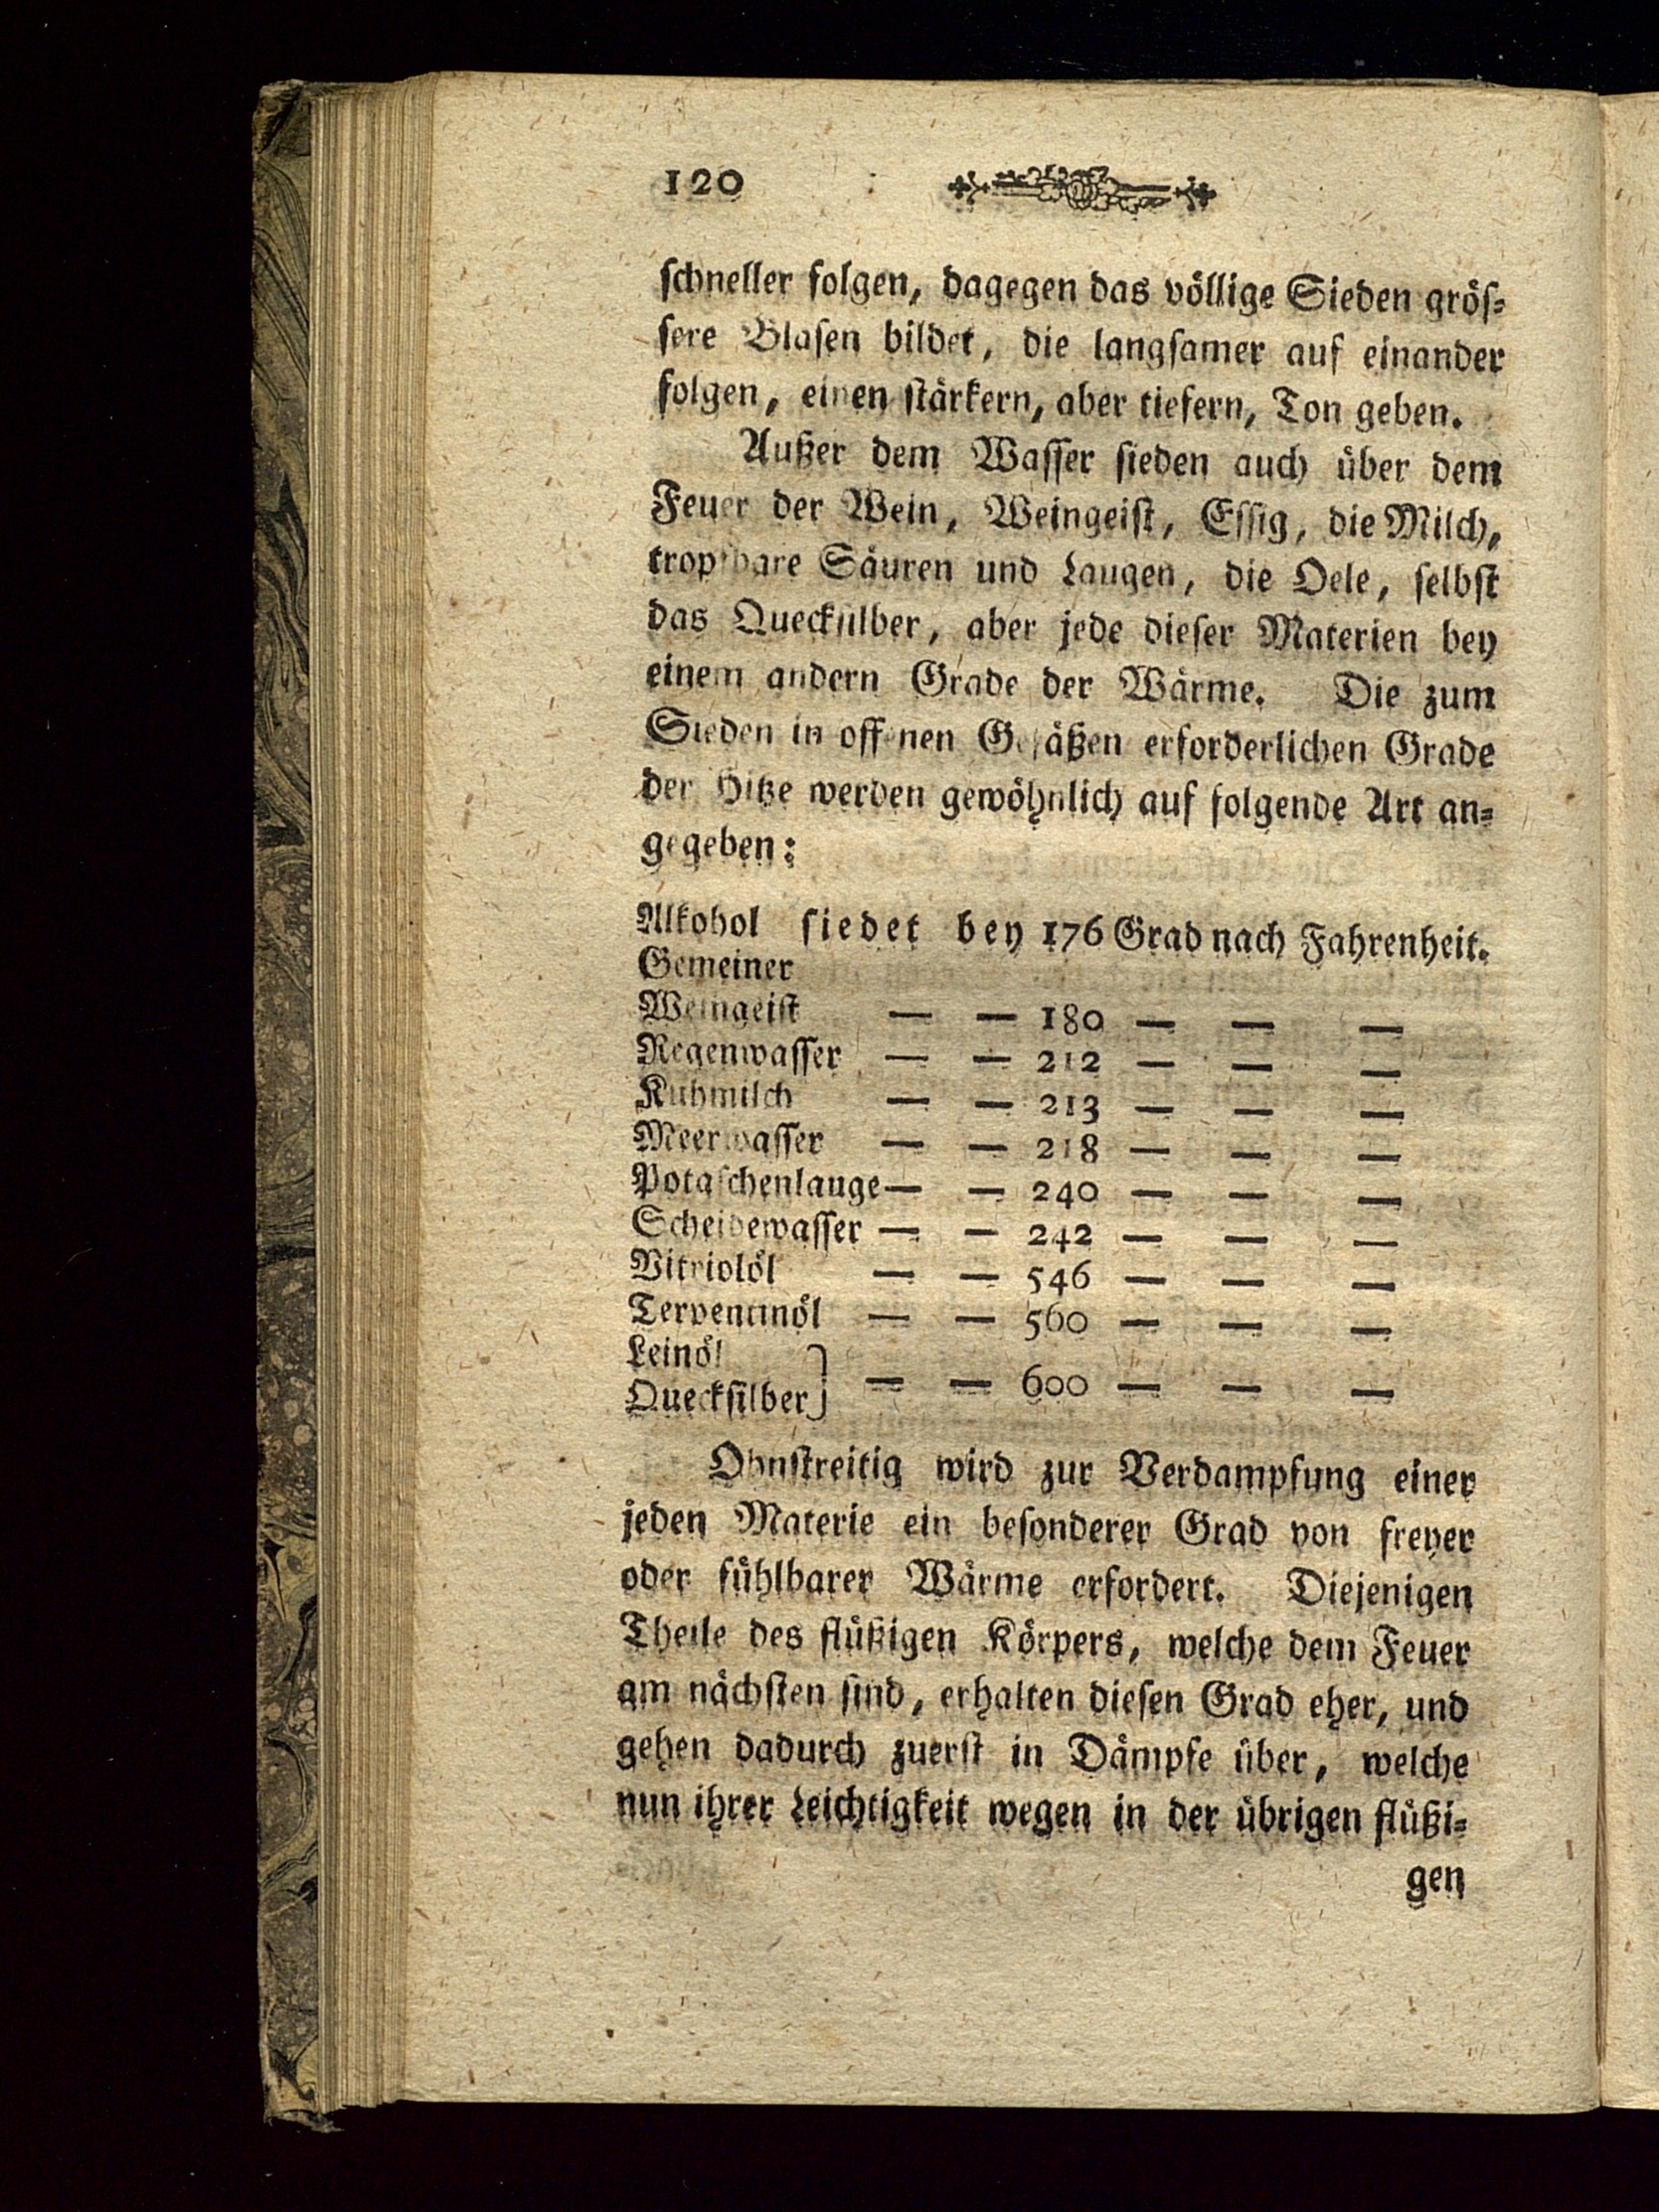 120
schneller folgen, dagegen das völlige Sieden grös-
sere Blasen bildet, die langsamer auf einander
folgen, einen stärkern, aber tiefern, Ton geben.
Außer dem Wasser sieden auch über dem
Feuer der Wein, Weingeist, Essig, die Milch,
tropfbare Säuren und Laugen, die Oele, selbst
das Quecksilber, aber jede dieser Materien bey
einem andern Grade der Wärme. Die zum
Sieden in offenen Gefäßen erforderlichen Grade
der Hitze werden gewöhnlich auf folgende Art an-
gegeben:
Alkohol siedet bey 176 Grad nach Fahrenheit.
Gemeiner
Weingeist — — 180 — — —
Regenwasser — — 212 — — —
Kuhmilch — — 213 — — —
Meerwasser — — 218 — — —
Potaschenlauge — — 240 — — —
Scheidewasser — — 242 — — —
Vitriolöl — — 546 — — —
Terpentinöl — — 560 — — —
Leinöl
Quecksilber} — — 600 — — —
Ohnstreitig wird zur Verdampfung einer
jeden Materie ein besonderer Grad von freyer
oder fühlbarer Wärme erfordert. Diejenigen
Theile des flüßigen Körpers, welche dem Feuer
am nächsten sind, erhalten diesen Grad eher, und
gehen dadurch zuerst in Dämpfe über, welche
nun ihrer Leichtigkeit wegen in der übrigen flüßi-
gen